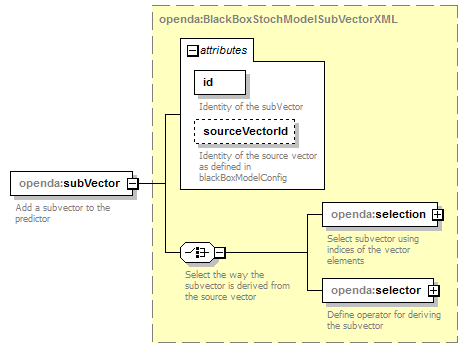 openda:BlackBoxStochModelSubVectorXML
attributes
id
Identity of the subVector
sourceVectorId
Identity of the source vector
as defined in
blackBoxModelConfig
openda:subVector
Add a subvector to the
predictor
openda:selection
Select subvector using
indices of the vector
elements
Select the way the
subvector is derived from
the source vector
openda:selector
Define operator for deriving
the subvector